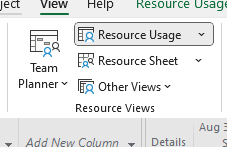 View
Help
Resource Usage
Resource Usage
Team
Planner
Resource Sheet
Other Views
Resource Views
Add New Column
Details
Aug 3